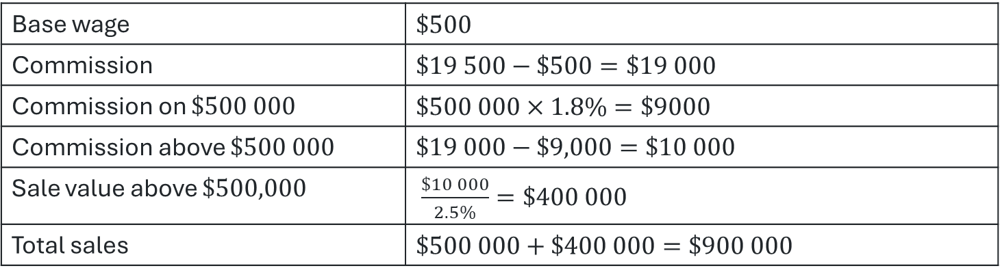 Base wage $500
Commission $19 500 − $500 = $19 000
Commission on $500 000 $500 000 × 1.8% = $9000
Commission above $500 000 $19 000 − $9,000 = $10 000
Sale value above $500,000 $10 000 / 2.5% = $400 000
Total sales $500 000 + $400 000 = $900 000